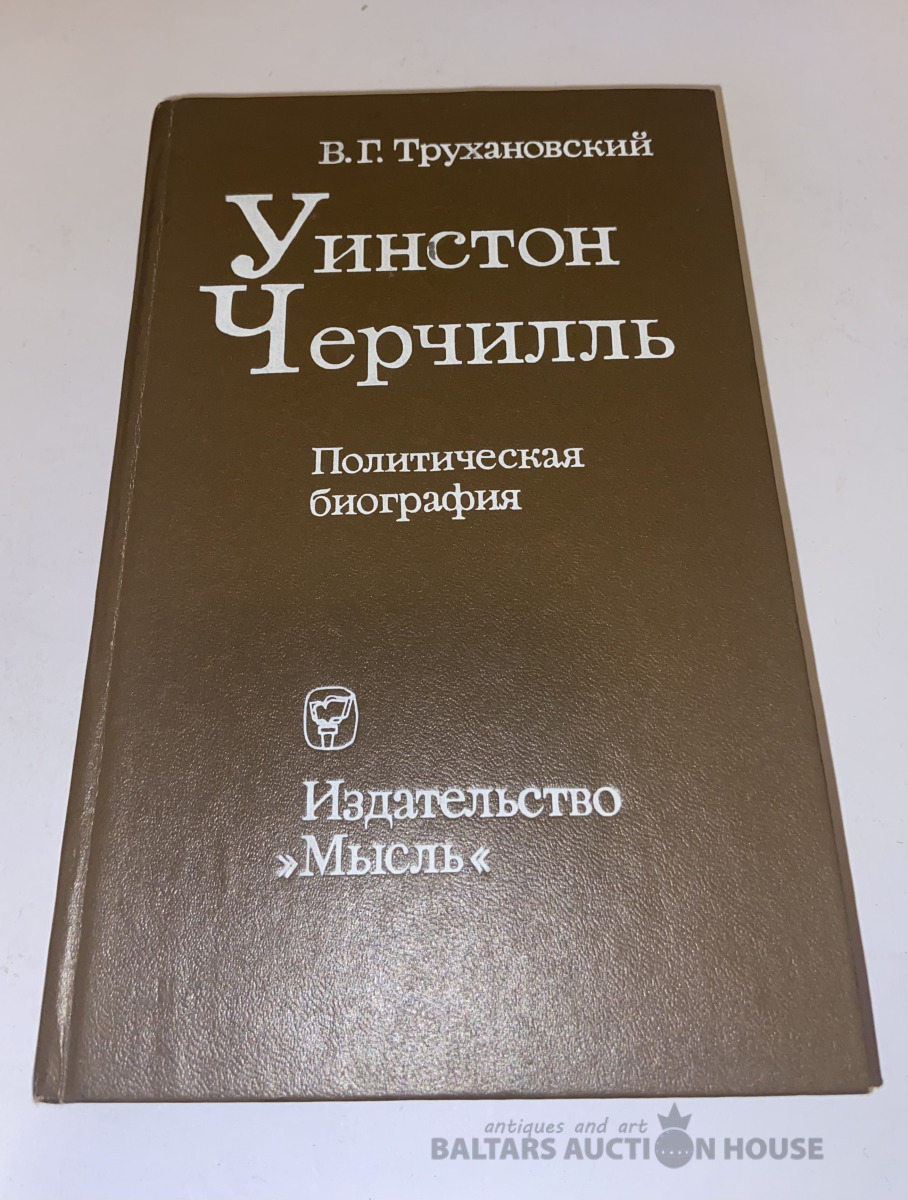 В. Г. Трухановский
Уинстон
Черчилль
Политическая
биография
Издательство
»Мысль«
antiques and art
BALTARS AUCTION HOUSE